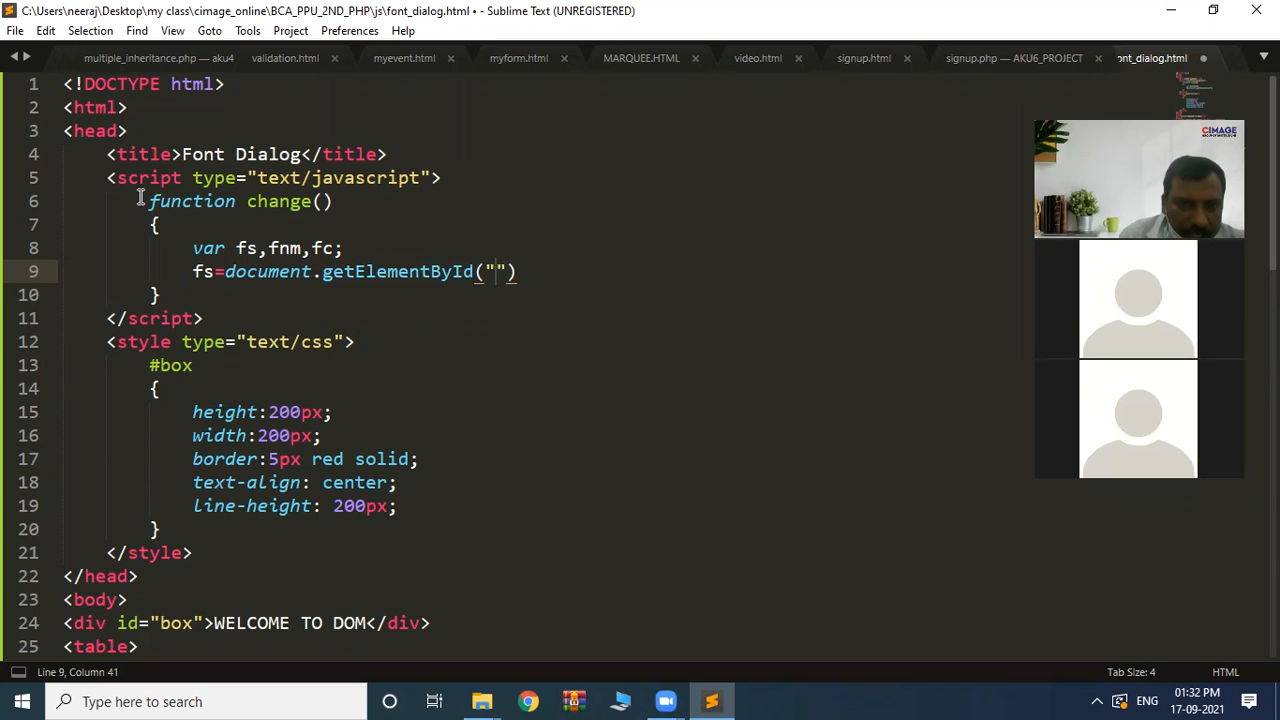 C:\Users\neeraj\Desktop\my class\cimage_online\BCA_PPU_2ND_PHP\js\font_dialog.html • - Sublime Text (UNREGISTERED)
File Edit Selection Find View Goto Tools Project Preferences Help
multiple_inheritance.php — aku4 validation.html × myevent.html × myform.html × MARQUEE.HTML × video.html × signup.html × signup.php — AKU6_PROJECT × ont_dialog.html
1 <!DOCTYPE html>
2 <html>
3 <head>
4 <title>Font Dialog</title>
5 <script type="text/javascript">
6 function change()
7 {
8 var fs,fnm,fc;
9 fs=document.getElementById("")
10 }
11 </script>
12 <style type="text/css">
13 #box
14 {
15 height:200px;
16 width:200px;
17 border:5px red solid;
18 text-align: center;
19 line-height: 200px;
20 }
21 </style>
22 </head>
23 <body>
24 <div id="box">WELCOME TO DOM</div>
25 <table>
CIMAGE
Line 9, Column 41 Tab Size: 4 HTML
Type here to search ENG 01:32 PM
17-09-2021